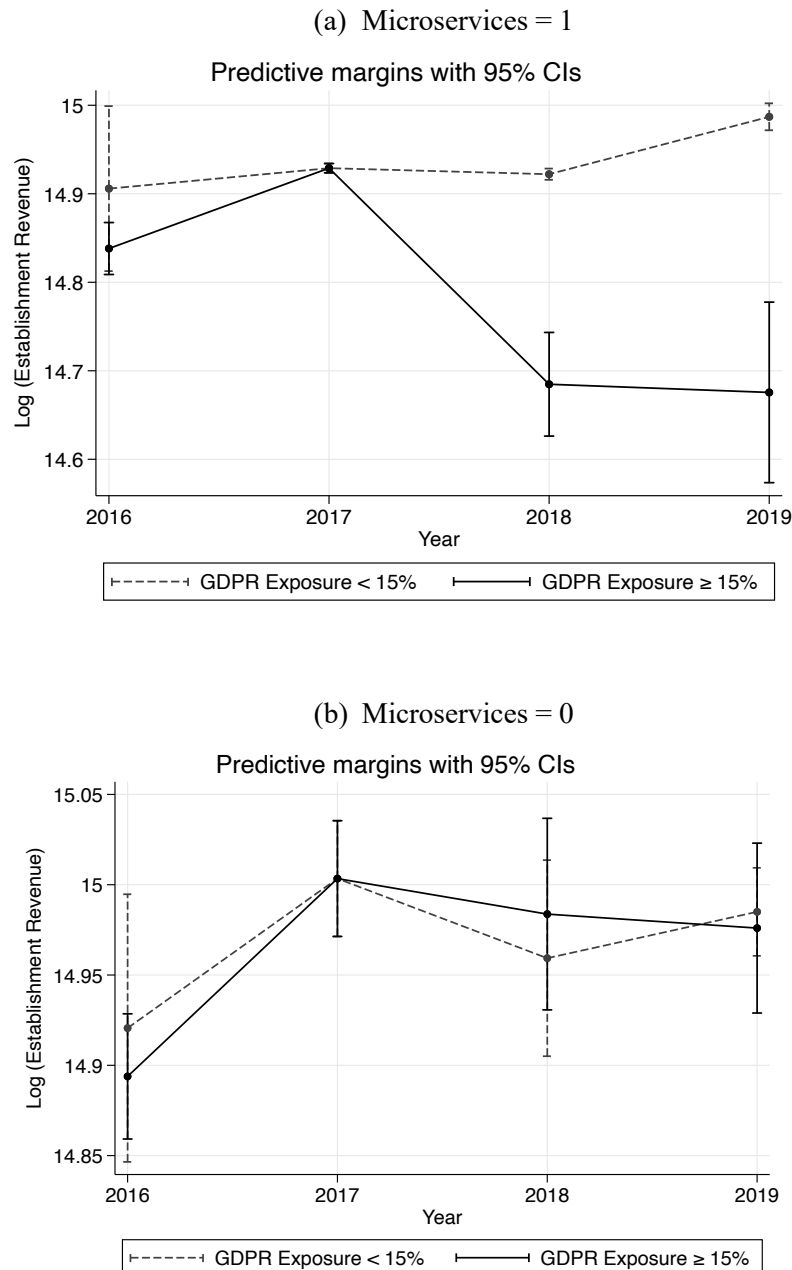 (a) Microservices = 1
Predictive margins with 95% CIs
Log (Establishment Revenue)
15
14.9
14.8
14.7
14.6
2016 2017 2018 2019
Year
GDPR Exposure < 15% GDPR Exposure ≥ 15%
(b) Microservices = 0
Predictive margins with 95% CIs
Log (Establishment Revenue)
15.05
15
14.95
14.9
14.85
2016 2017 2018 2019
Year
GDPR Exposure < 15% GDPR Exposure ≥ 15%